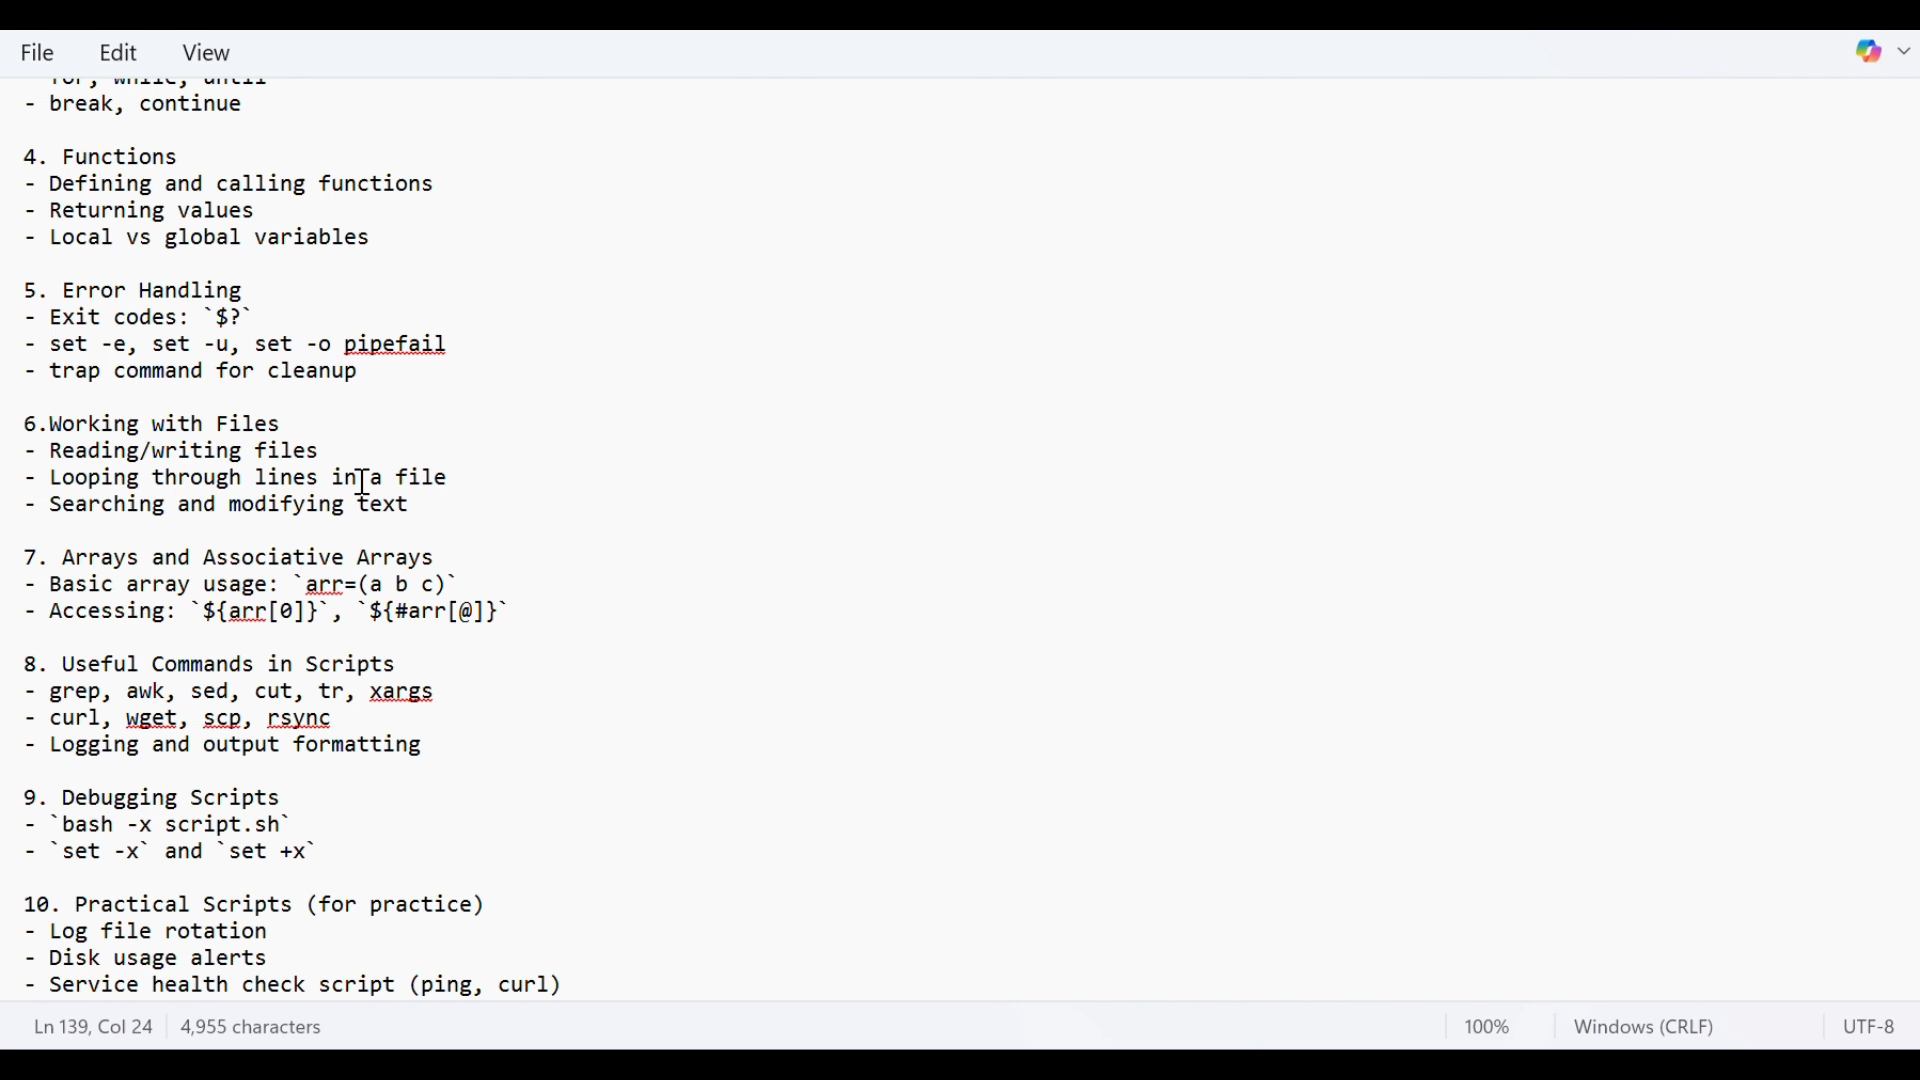 File Edit View
for, while, until
- break, continue
4. Functions
- Defining and calling functions
- Returning values
- Local vs global variables
5. Error Handling
- Exit codes: `$?`
- set -e, set -u, set -o pipefail
- trap command for cleanup
6.Working with Files
- Reading/writing files
- Looping through lines in a file
- Searching and modifying text
7. Arrays and Associative Arrays
- Basic array usage: `arr=(a b c)`
- Accessing: `${arr[0]}`, `${#arr[@]}`
8. Useful Commands in Scripts
- grep, awk, sed, cut, tr, xargs
- curl, wget, scp, rsync
- Logging and output formatting
9. Debugging Scripts
- `bash -x script.sh`
- `set -x` and `set +x`
10. Practical Scripts (for practice)
- Log file rotation
- Disk usage alerts
- Service health check script (ping, curl)
Ln 139, Col 24 4,955 characters 100% Windows (CRLF) UTF-8